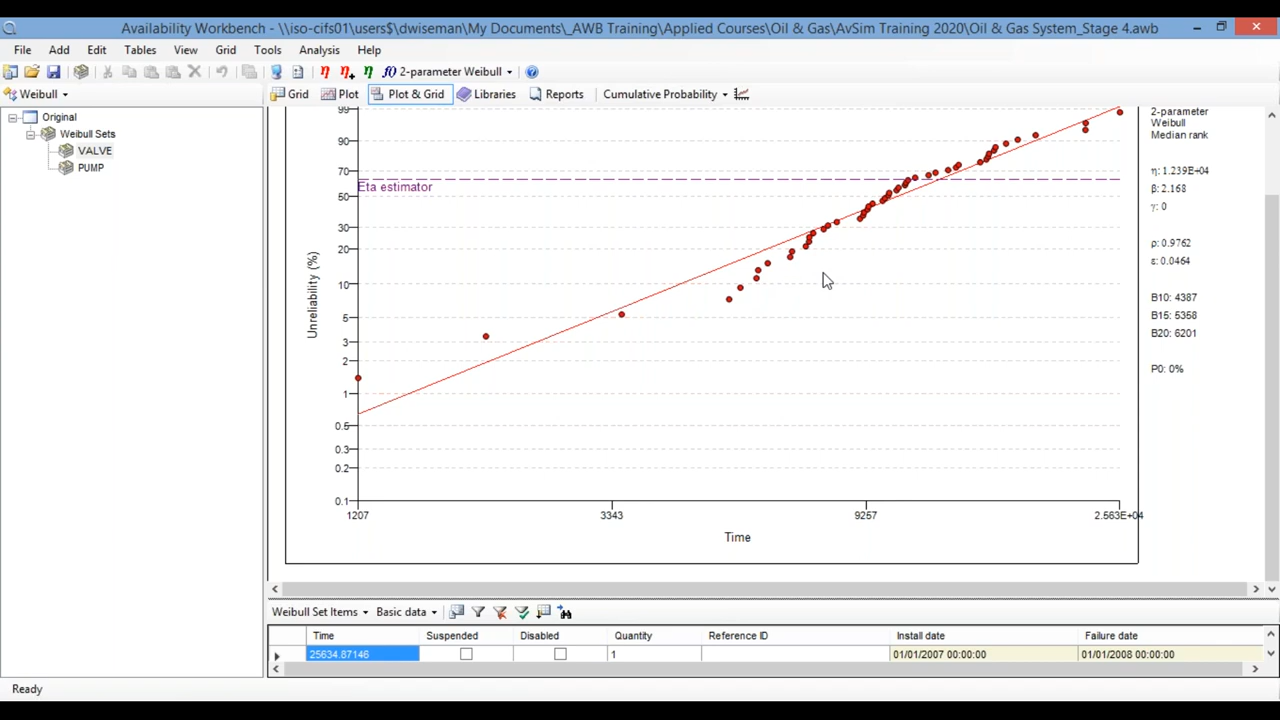 Availability Workbench - \\iso-cifs01\users$\dwiseman\My Documents\_AWB Training\Applied Courses\Oil & Gas\AvSim Training 2020\Oil & Gas System_Stage 4.awb
File Add Edit Tables View Grid Tools Analysis Help
η η+ η f() 2-parameter Weibull
Weibull
Grid Plot Plot & Grid Libraries Reports Cumulative Probability
Original
Weibull Sets
VALVE
PUMP
99
90
70
50
30
20
10
5
3
2
1
0.5
0.3
0.2
0.1
Unreliability (%)
Eta estimator
1207 3343 9257 2.563E+04
Time
2-parameter
Weibull
Median rank
η: 1.239E+04
β: 2.168
γ: 0
ρ: 0.9762
ε: 0.0464
B10: 4387
B15: 5368
B20: 6201
P0: 0%
Weibull Set Items Basic data
Time Suspended Disabled Quantity Reference ID Install date Failure date
25634.87146 1 01/01/2007 00:00:00 01/01/2008 00:00:00
Ready